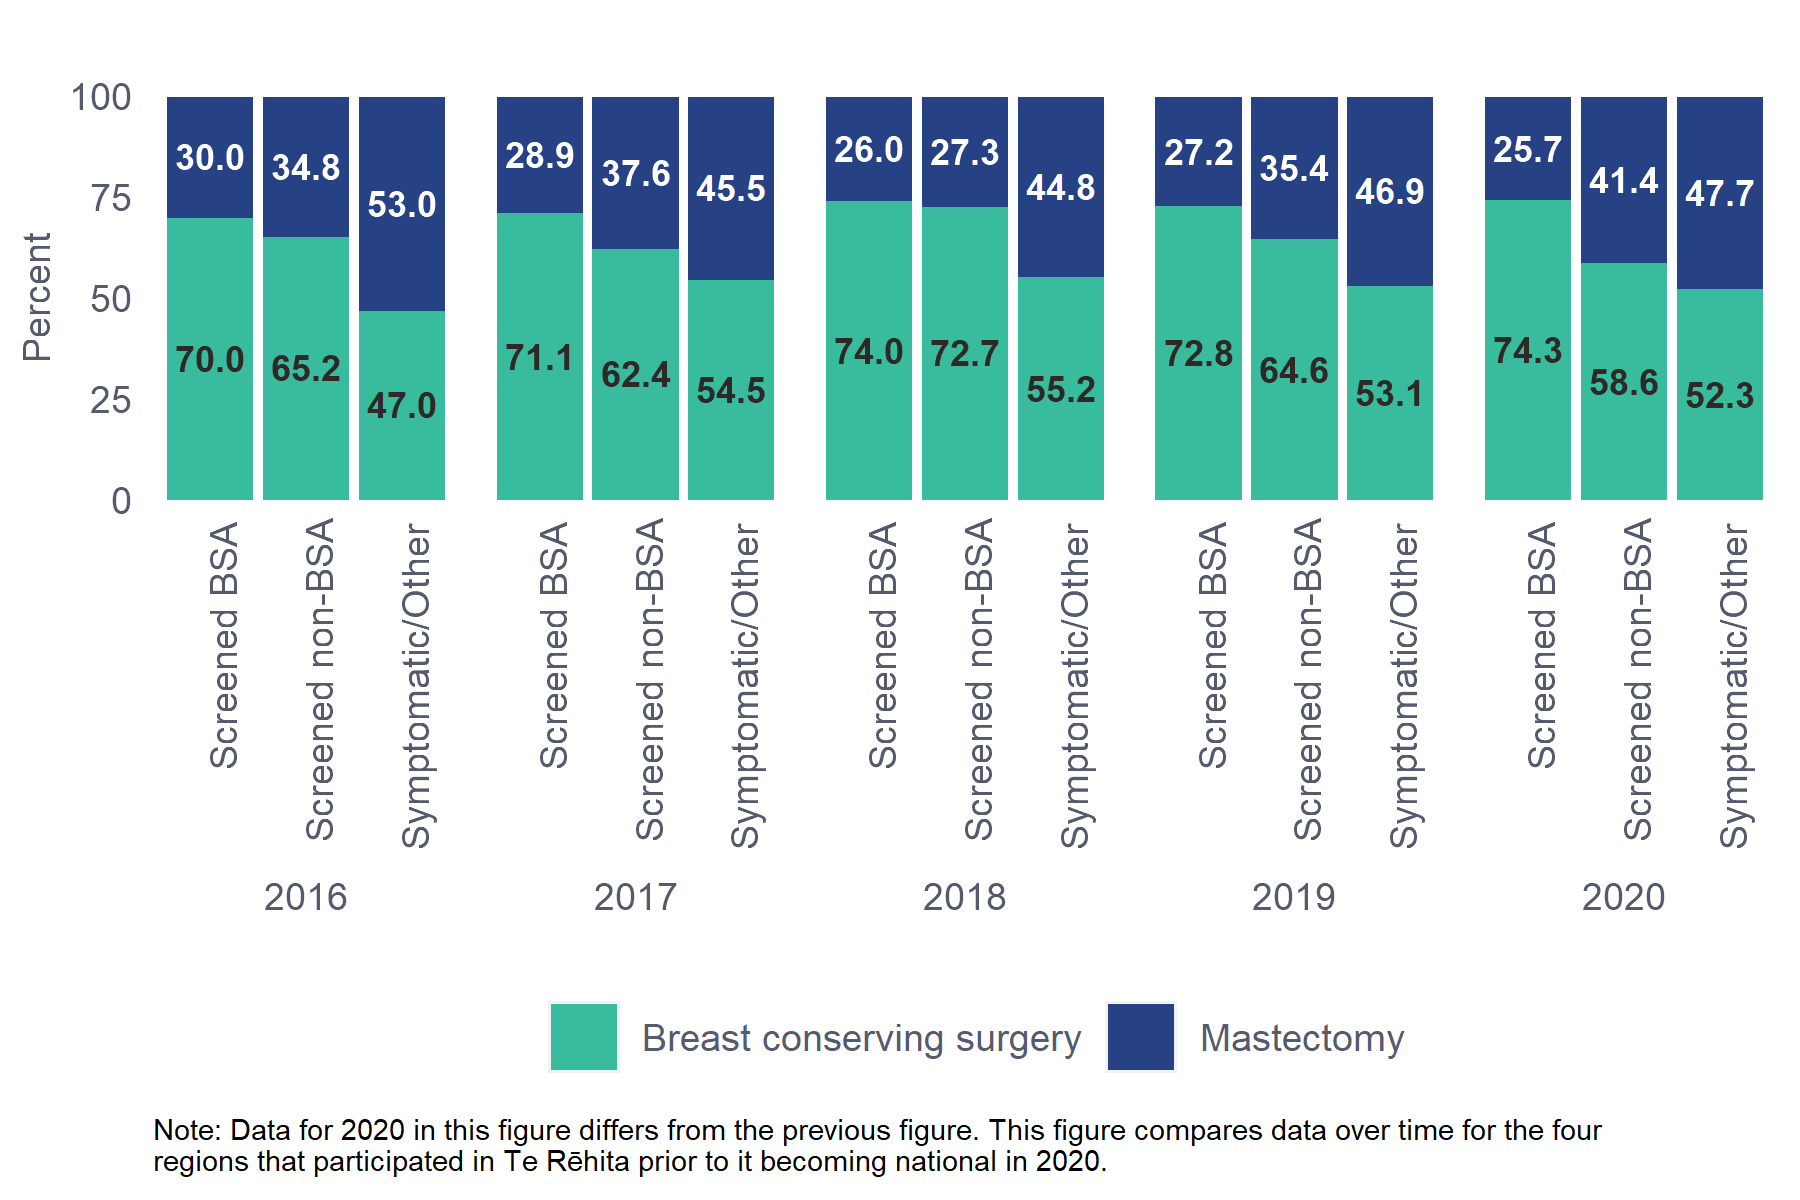 100
75
50
25
0
Percent
30.0 34.8 53.0 28.9 37.6 45.5 26.0 27.3 44.8 27.2 35.4 46.9 25.7 41.4 47.7
70.0 65.2 47.0 71.1 62.4 54.5 74.0 72.7 55.2 72.8 64.6 53.1 74.3 58.6 52.3
Screened BSA
Screened non-BSA
Symptomatic/Other
Screened BSA
Screened non-BSA
Symptomatic/Other
Screened BSA
Screened non-BSA
Symptomatic/Other
Screened BSA
Screened non-BSA
Symptomatic/Other
Screened BSA
Screened non-BSA
Symptomatic/Other
2016 2017 2018 2019 2020
Breast conserving surgery Mastectomy
Note: Data for 2020 in this figure differs from the previous figure. This figure compares data over time for the four
regions that participated in Te Rēhita prior to it becoming national in 2020.